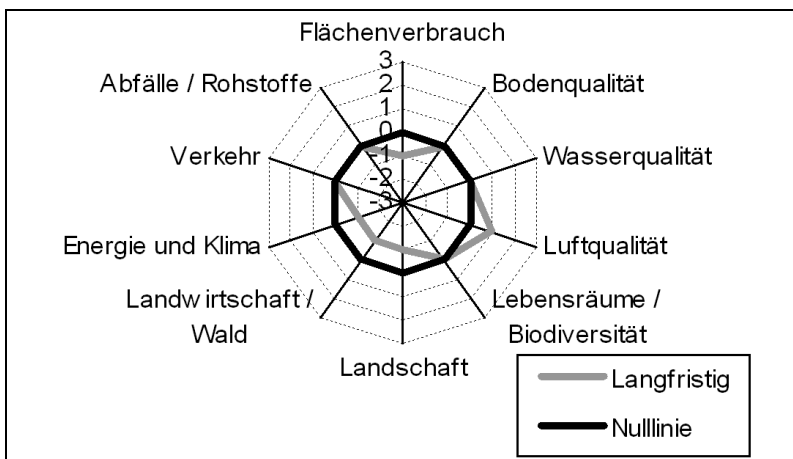 Flächenverbrauch
3
2
1
0
-1
-2
-3
Abfälle / Rohstoffe
Bodenqualität
Verkehr
Wasserqualität
Energie und Klima
Luftqualität
Landwirtschaft /
Wald
Lebensräume /
Biodiversität
Landschaft
Langfristig
Nulllinie